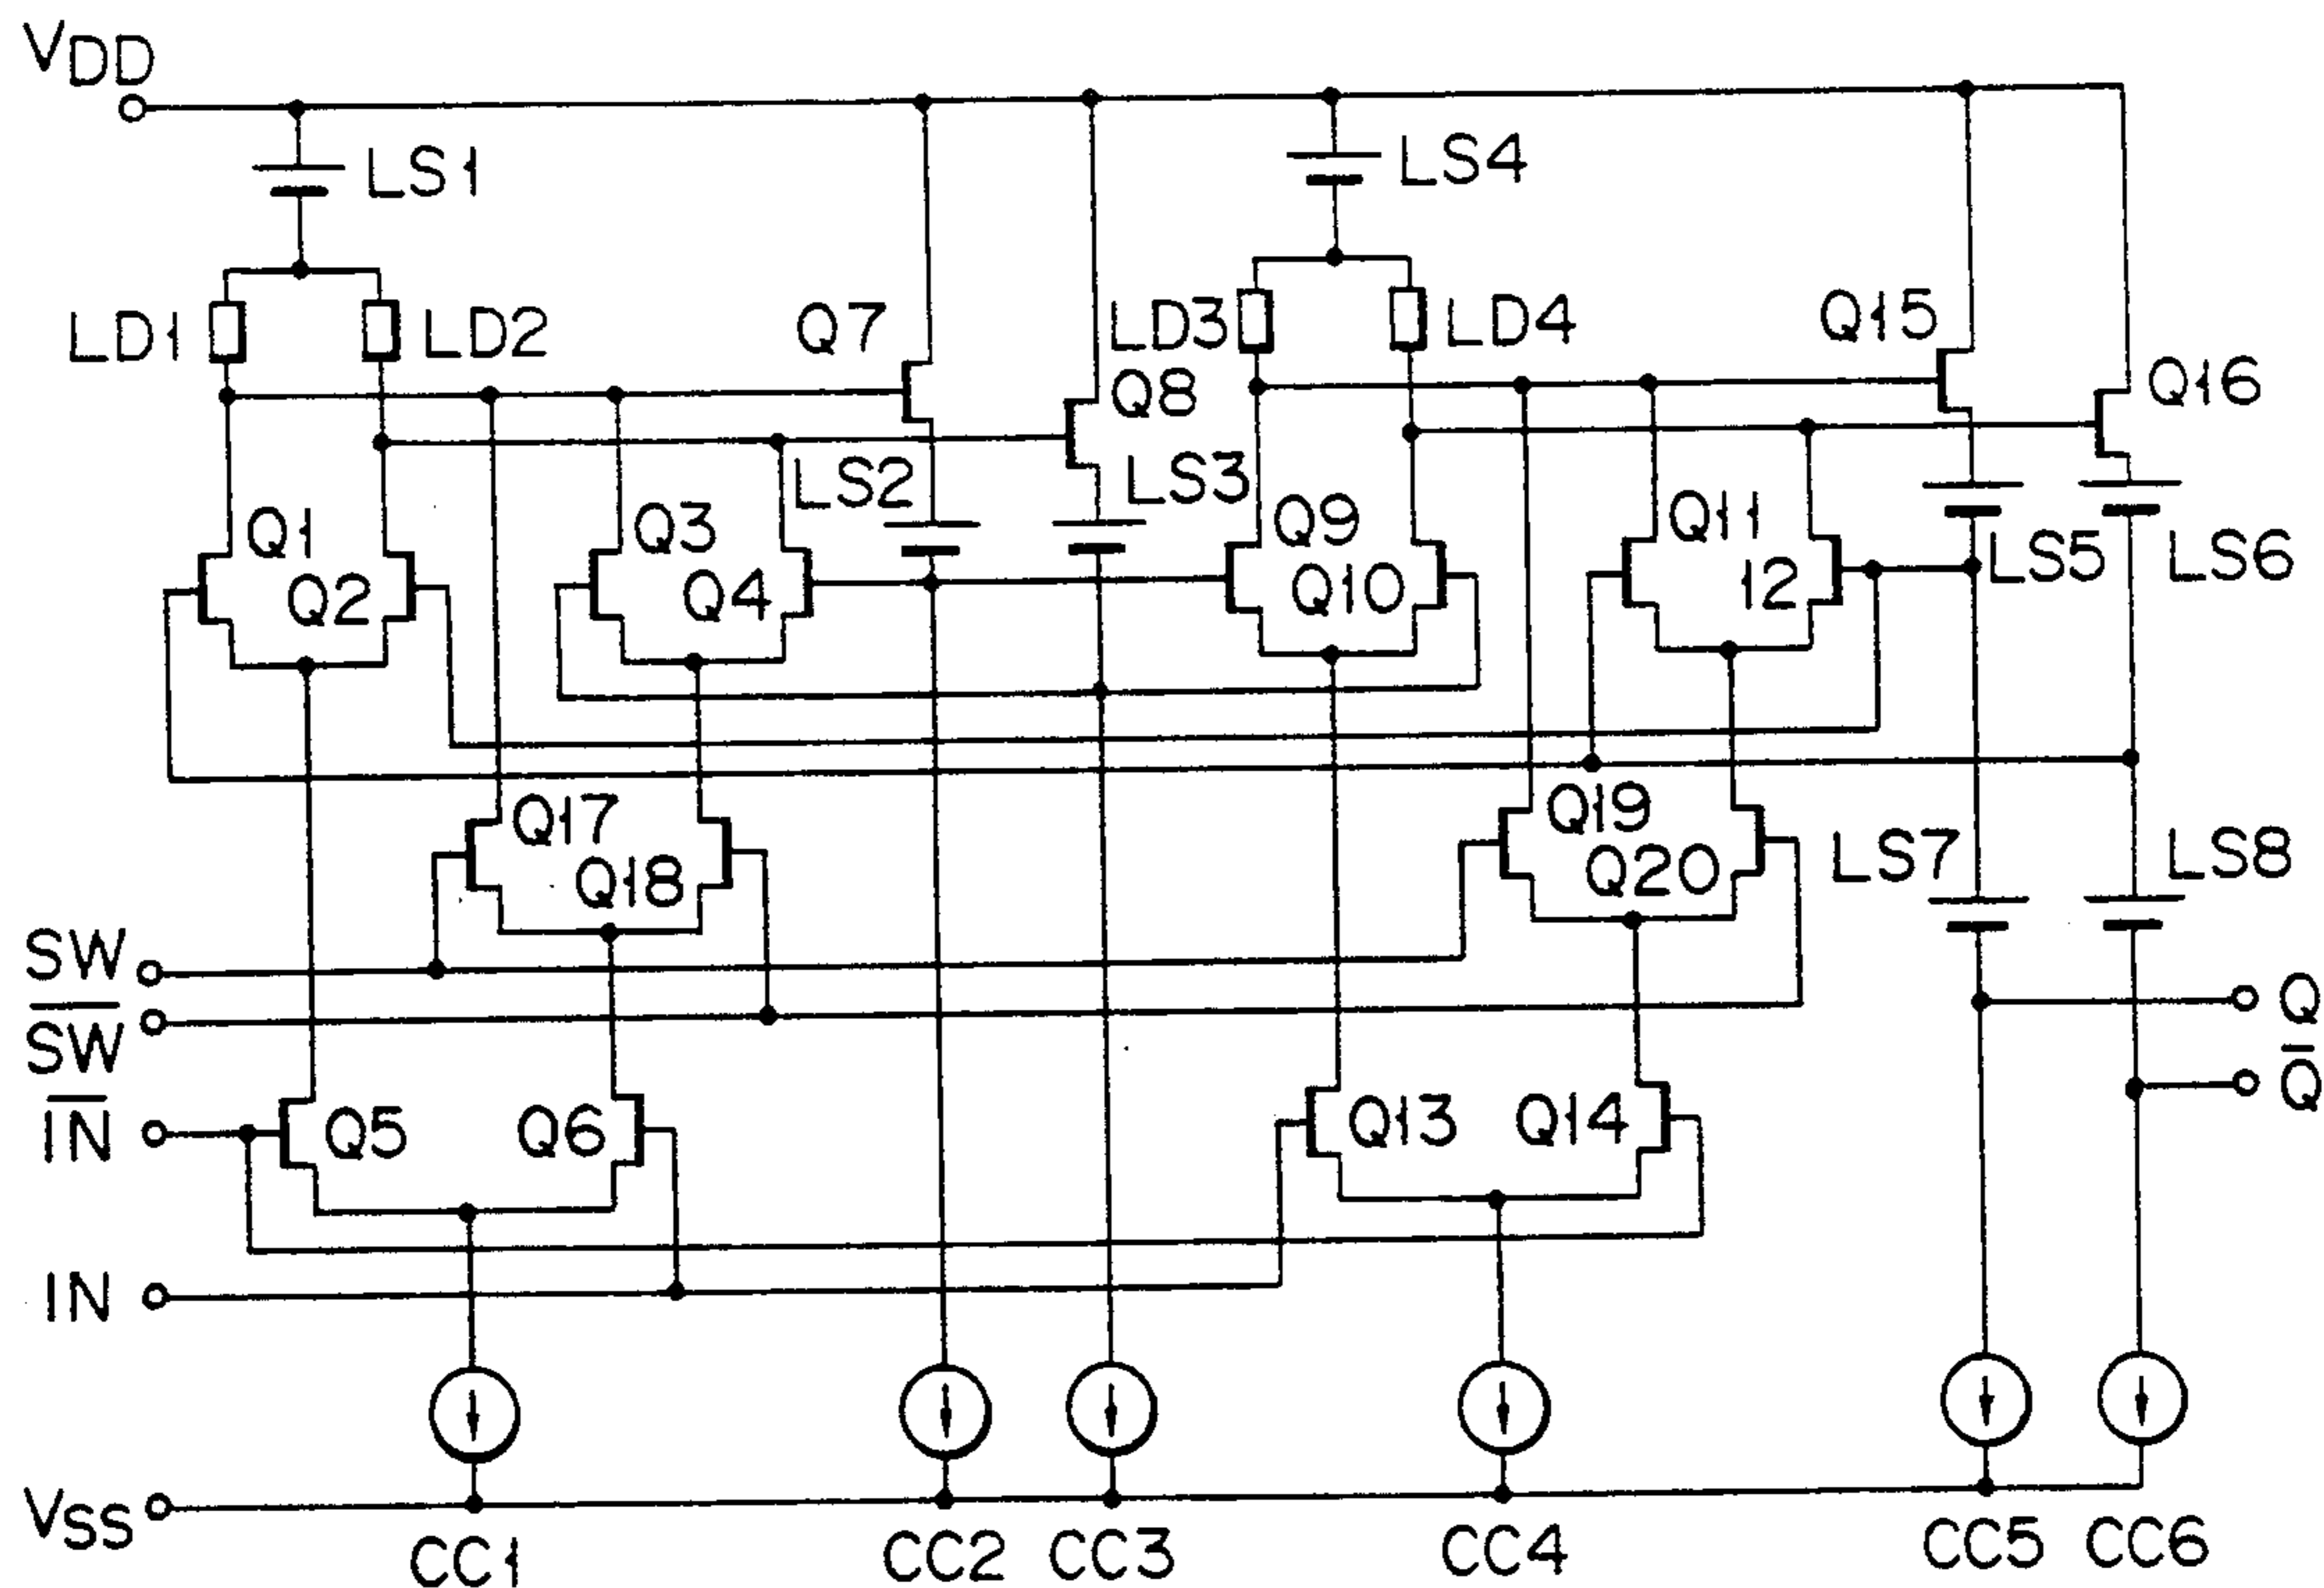 VDD
LS1
LS4
LD1
LD2
Q7
LD3
LD4
Q15
Q8
Q16
LS2
LS3
Q1
Q2
Q3
Q4
Q9
Q10
Q11
12
LS5
LS6
Q17
Q18
Q19
Q20
LS7
LS8
SW
S̅W̅
Q
Q̅
I̅N̅
Q5
Q6
Q13
Q14
IN
VSS
CC1
CC2
CC3
CC4
CC5
CC6